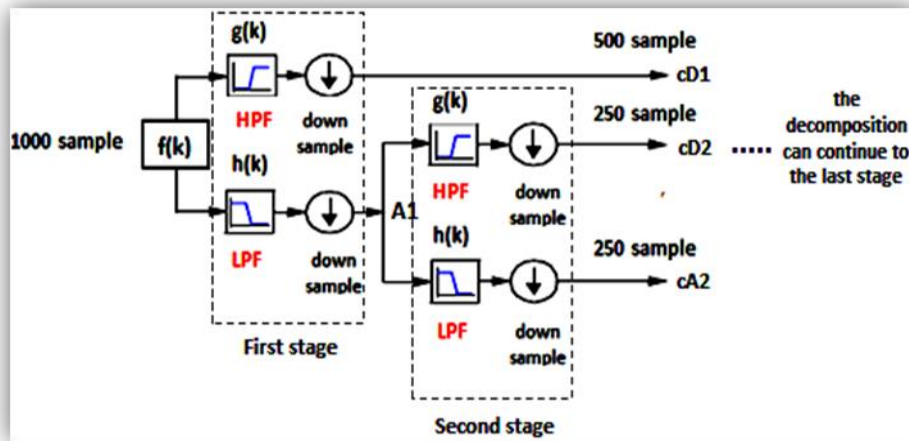 1000 sample
f(k)
g(k)
HPF
down
sample
h(k)
LPF
down
sample
First stage
A1
g(k)
HPF
down
sample
h(k)
LPF
down
sample
Second stage
500 sample
cD1
250 sample
cD2
250 sample
cA2
.....
the
decomposition
can continue to
the last stage